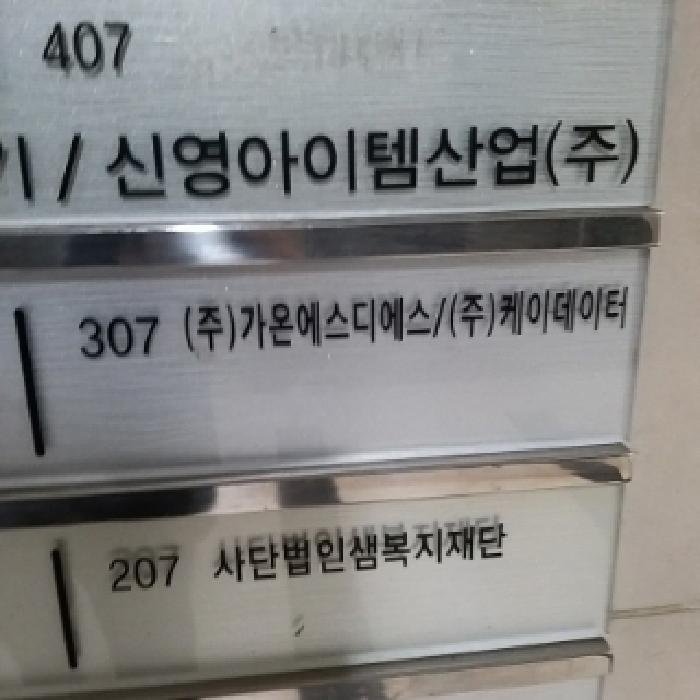 407
/ 신영아이템산업(주)
307 (주)가온에스디에스/(주)케이데이터
207 사단법인샘복지재단